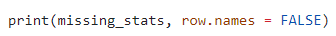 print(missing_stats, row.names = FALSE)